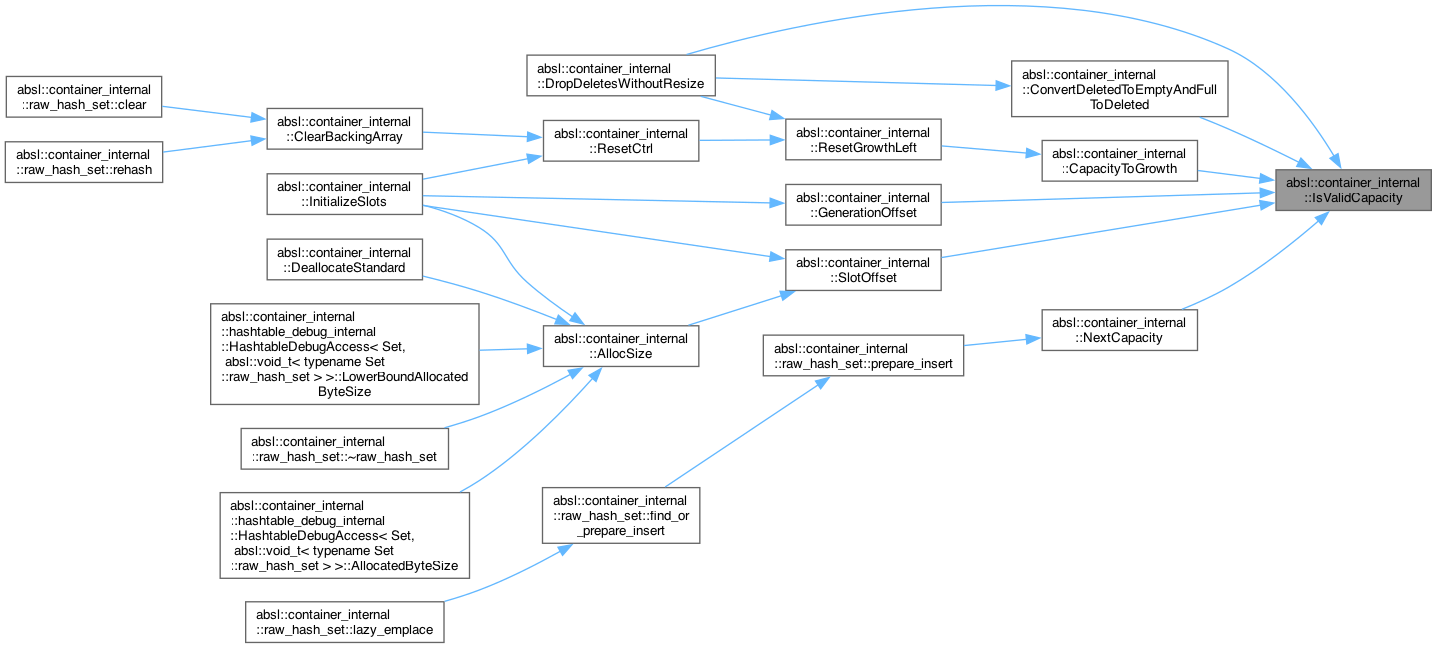 absl::container_internal
::raw_hash_set::clear
absl::container_internal
::raw_hash_set::rehash
absl::container_internal
::ClearBackingArray
absl::container_internal
::InitializeSlots
absl::container_internal
::DeallocateStandard
absl::container_internal
::hashtable_debug_internal
::HashtableDebugAccess< Set,
absl::void_t< typename Set
::raw_hash_set > >::LowerBoundAllocated
ByteSize
absl::container_internal
::raw_hash_set::~raw_hash_set
absl::container_internal
::hashtable_debug_internal
::HashtableDebugAccess< Set,
absl::void_t< typename Set
::raw_hash_set > >::AllocatedByteSize
absl::container_internal
::raw_hash_set::lazy_emplace
absl::container_internal
::DropDeletesWithoutResize
absl::container_internal
::ResetCtrl
absl::container_internal
::AllocSize
absl::container_internal
::raw_hash_set::find_or
_prepare_insert
absl::container_internal
::ResetGrowthLeft
absl::container_internal
::GenerationOffset
absl::container_internal
::SlotOffset
absl::container_internal
::raw_hash_set::prepare_insert
absl::container_internal
::ConvertDeletedToEmptyAndFull
ToDeleted
absl::container_internal
::CapacityToGrowth
absl::container_internal
::NextCapacity
absl::container_internal
::IsValidCapacity